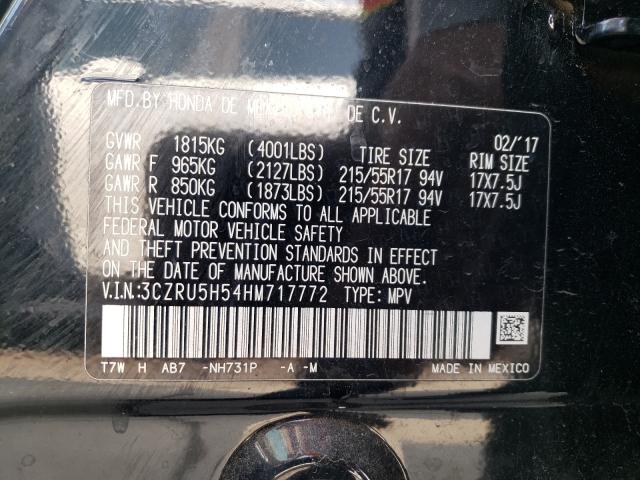 MFD.BY HONDA DE DE C.V.
GVWR 1815KG (4001LBS) TIRE SIZE 02/'17 RIM SIZE
GAWR F 965KG (2127LBS) 215/55R17 94V 17X7.5J
GAWR R 850KG (1873LBS) 215/55R17 94V 17X7.5J
THIS VEHICLE CONFORMS TO ALL APPLICABLE
FEDERAL MOTOR VEHICLE SAFETY
AND THEFT PREVENTION STANDARDS IN EFFECT
ON THE DATE OF MANUFACTURE SHOWN ABOVE.
V.I.N:3CZRU5H54HM717772 TYPE: MPV
T7W H AB7 -NH731P -A -M
MADE IN MEXICO